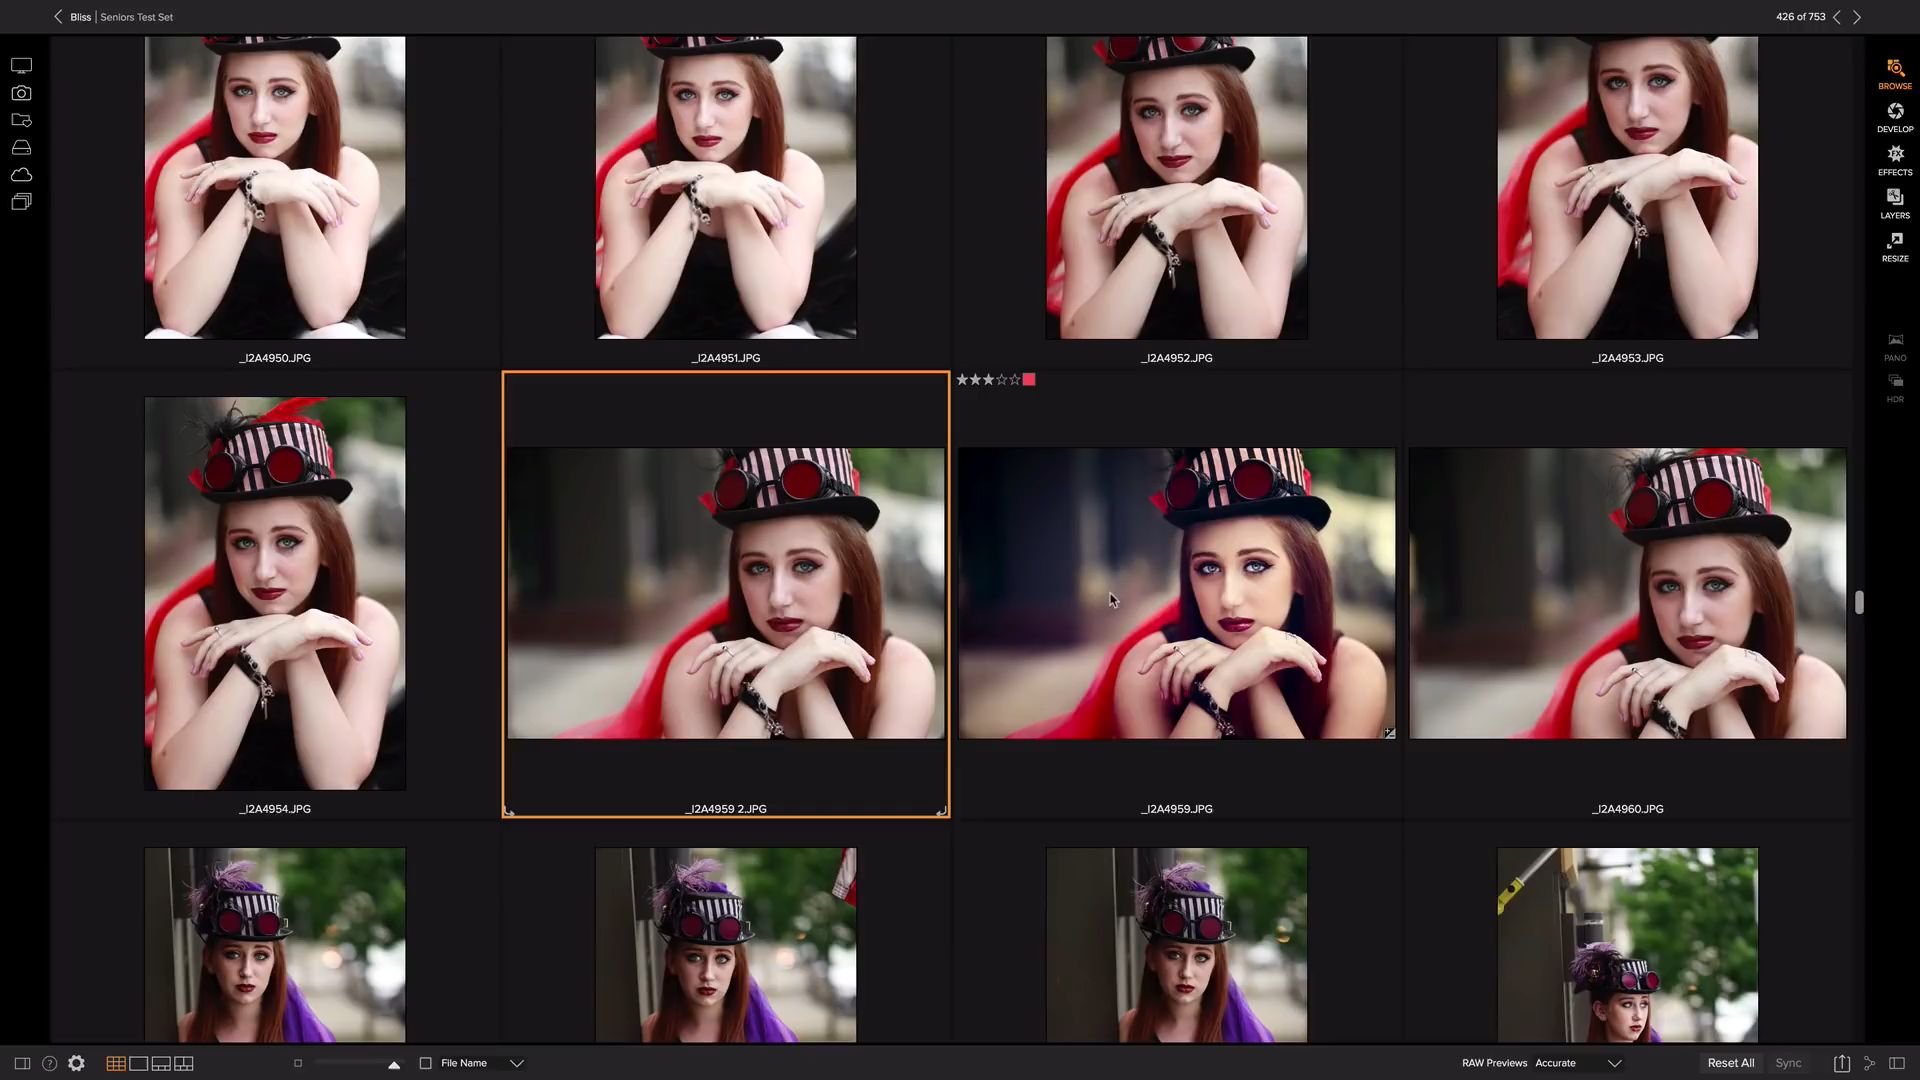 Bliss | Seniors Test Set
426 of 753
BROWSE
DEVELOP
EFFECTS
LAYERS
RESIZE
PANO
HDR
_I2A4950.JPG
_I2A4951.JPG
_I2A4952.JPG
_I2A4953.JPG
_I2A4954.JPG
_I2A4959 2.JPG
_I2A4959.JPG
_I2A4960.JPG
File Name
RAW Previews Accurate
Reset All
Sync